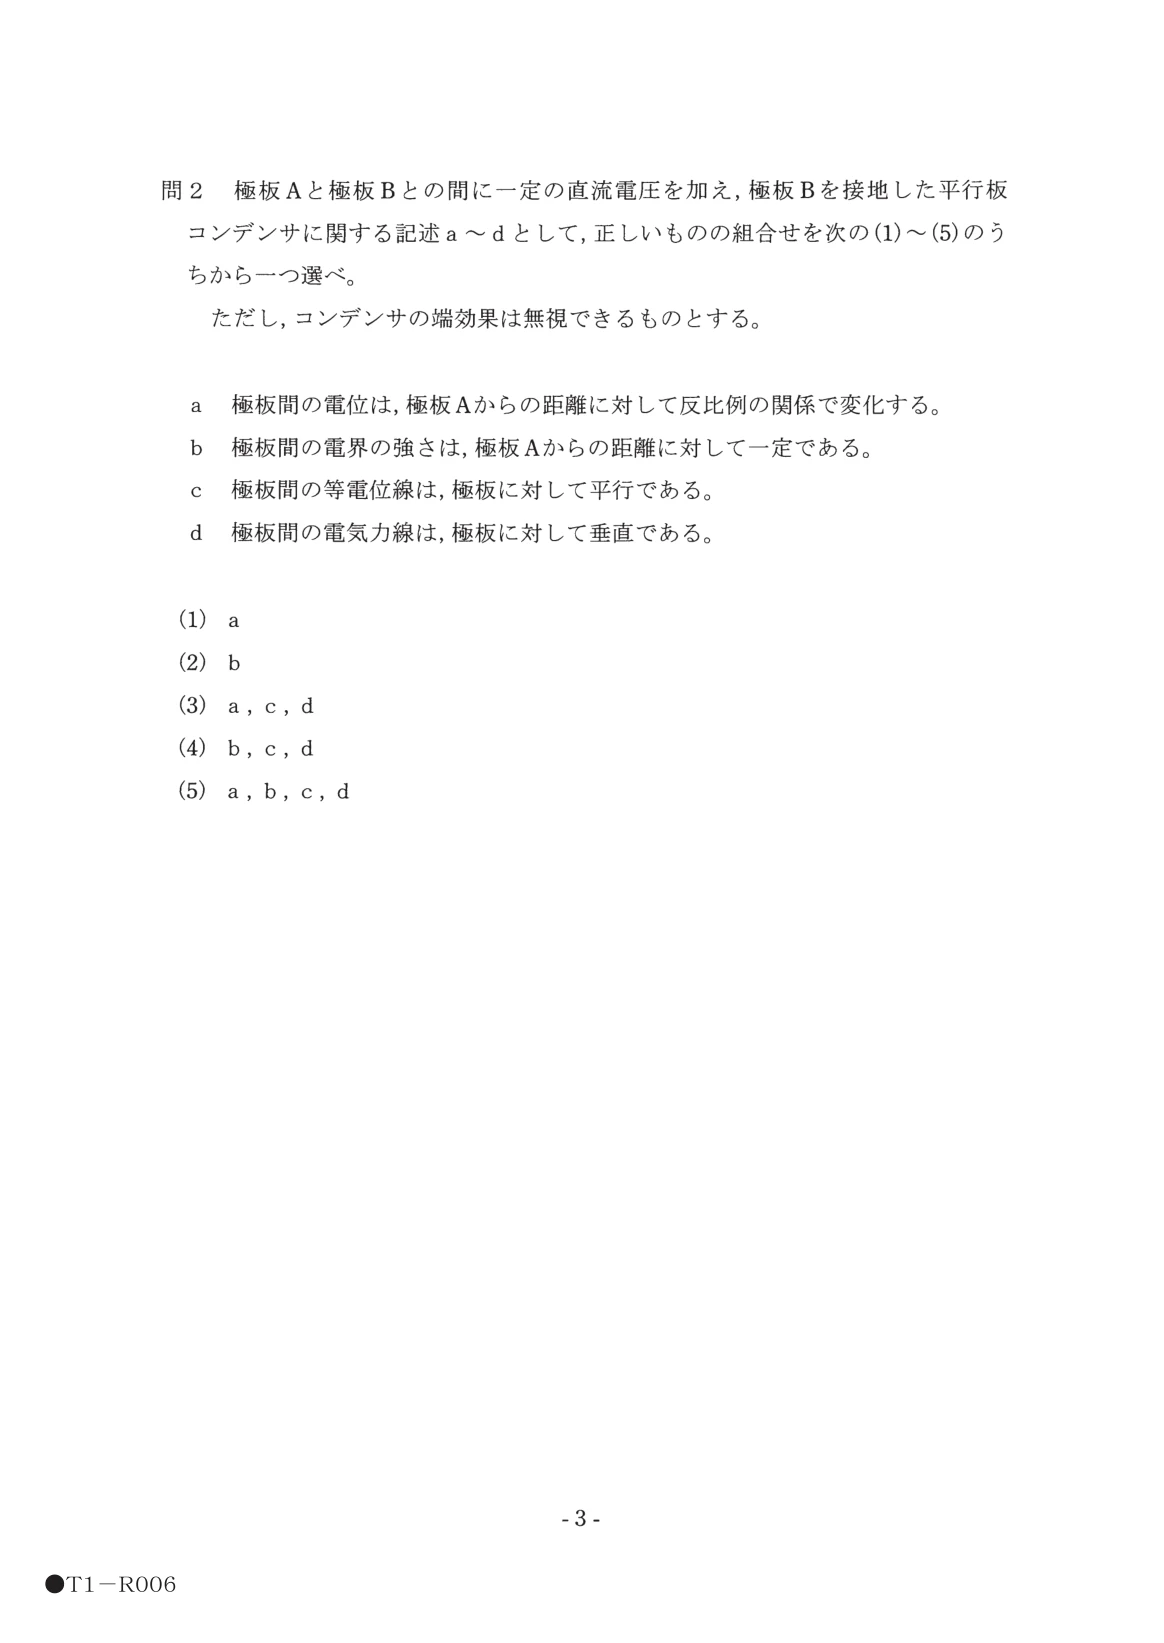 問２　極板Aと極板Bとの間に一定の直流電圧を加え，極板Bを接地した平行板
コンデンサに関する記述a～dとして，正しいものの組合せを次の(1)～(5)のう
ちから一つ選べ。
ただし，コンデンサの端効果は無視できるものとする。
a　極板間の電位は，極板Aからの距離に対して反比例の関係で変化する。
b　極板間の電界の強さは，極板Aからの距離に対して一定である。
c　極板間の等電位線は，極板に対して平行である。
d　極板間の電気力線は，極板に対して垂直である。
(1)　a
(2)　b
(3)　a，c，d
(4)　b，c，d
(5)　a，b，c，d
- 3 -
●T1－R006